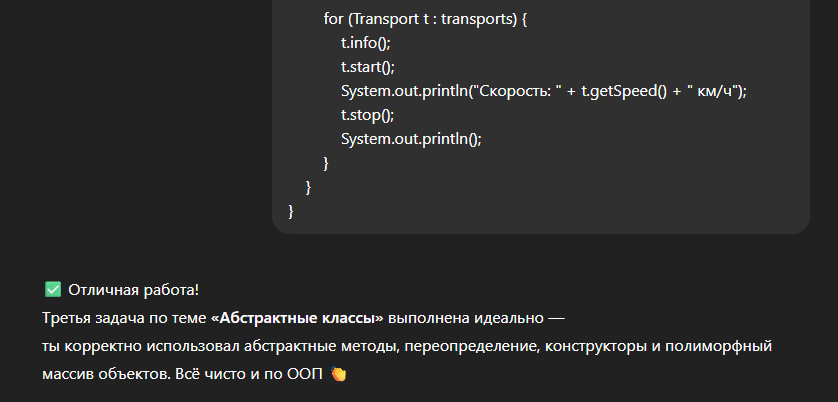 for (Transport t : transports) {
t.info();
t.start();
System.out.println("Скорость: " + t.getSpeed() + " км/ч");
t.stop();
System.out.println();
}
}
}
✅ Отличная работа!
Третья задача по теме «Абстрактные классы» выполнена идеально —
ты корректно использовал абстрактные методы, переопределение, конструкторы и полиморфный
массив объектов. Всё чисто и по ООП 👏